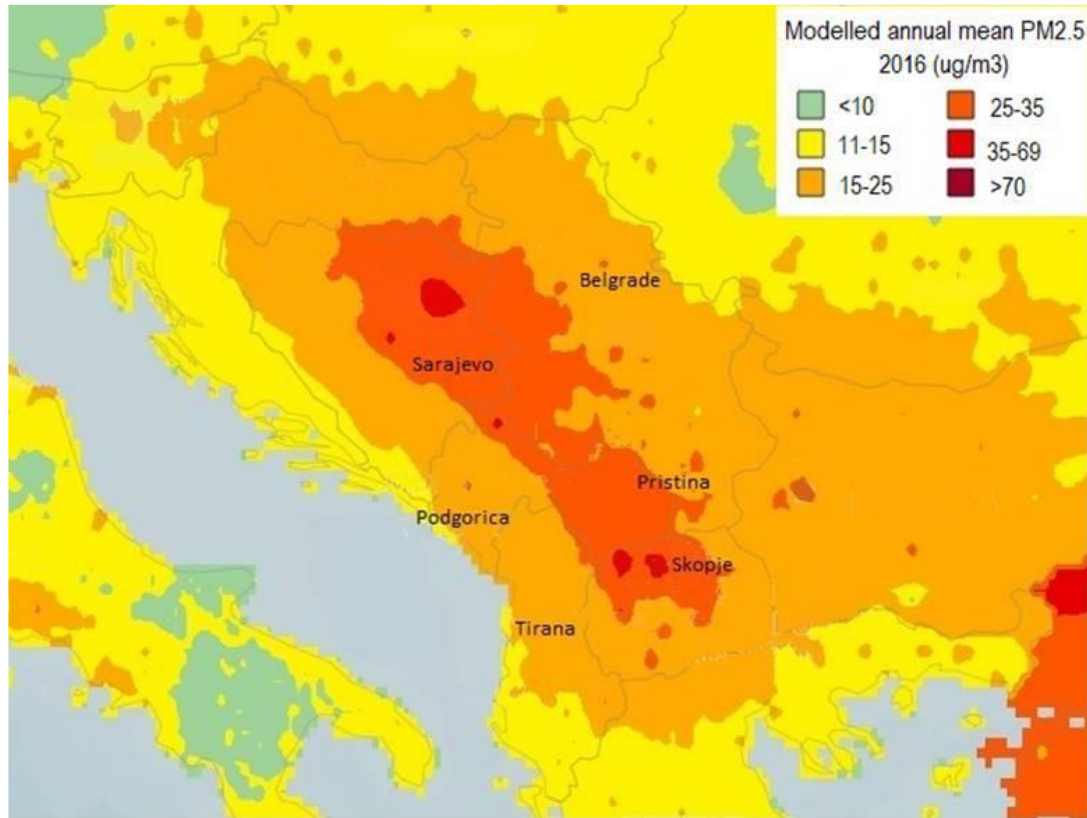 Modelled annual mean PM2.5
2016 (ug/m3)
<10 25-35
11-15 35-69
15-25 >70
Belgrade
Sarajevo
Pristina
Podgorica
Skopje
Tirana